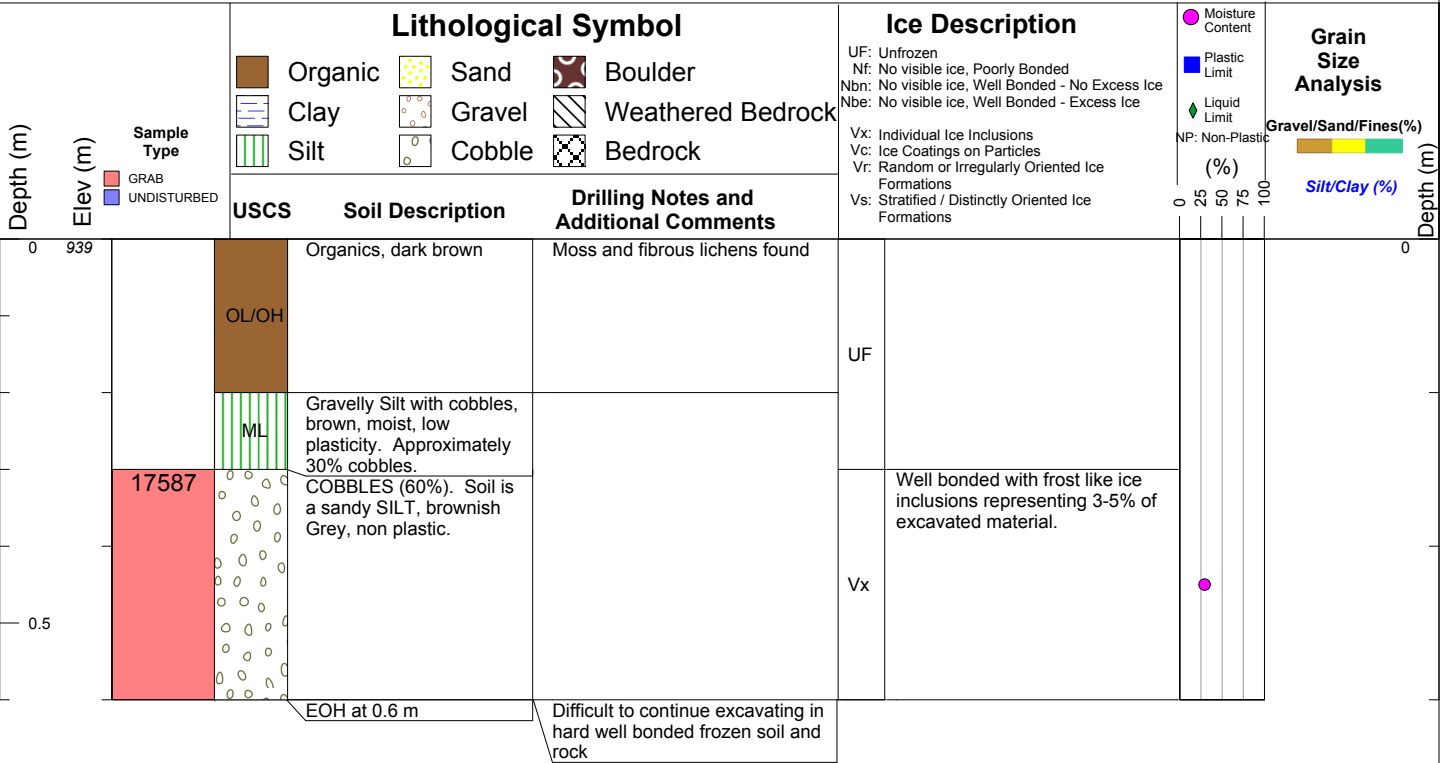 Depth (m)
Elev (m)
Sample
Type
GRAB
UNDISTURBED
Lithological Symbol
Organic
Sand
Boulder
Clay
Gravel
Weathered Bedrock
Silt
Cobble
Bedrock
USCS
Soil Description
Drilling Notes and
Additional Comments
Ice Description
UF: Unfrozen
Nf: No visible ice, Poorly Bonded
Nbn: No visible ice, Well Bonded - No Excess Ice
Nbe: No visible ice, Well Bonded - Excess Ice
Vx: Individual Ice Inclusions
Vc: Ice Coatings on Particles
Vr: Random or Irregularly Oriented Ice
Formations
Vs: Stratified / Distinctly Oriented Ice
Formations
Moisture
Content
Plastic
Limit
Liquid
Limit
NP: Non-Plastic
(%)
0
25
50
75
100
Grain
Size
Analysis
Gravel/Sand/Fines(%)
Silt/Clay (%)
Depth (m)
0
939
OL/OH
Organics, dark brown
Moss and fibrous lichens found
UF
0
ML
Gravelly Silt with cobbles,
brown, moist, low
plasticity. Approximately
30% cobbles.
17587
COBBLES (60%). Soil is
a sandy SILT, brownish
Grey, non plastic.
Vx
Well bonded with frost like ice
inclusions representing 3-5% of
excavated material.
0.5
EOH at 0.6 m
Difficult to continue excavating in
hard well bonded frozen soil and
rock